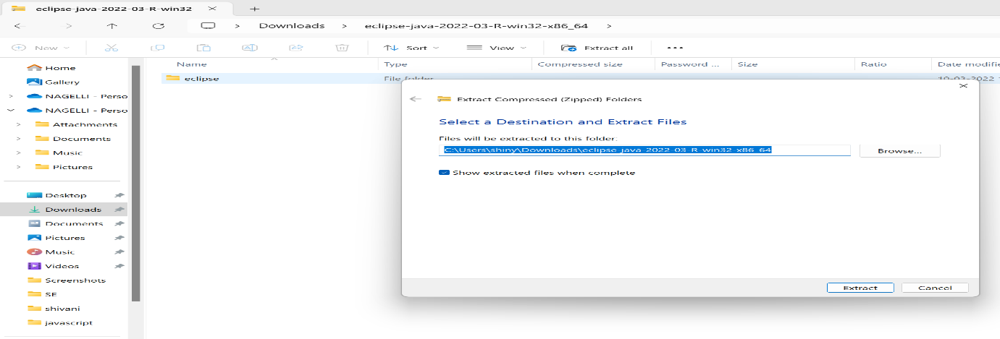 eclipse-java-2022-03-R-win32
Downloads > eclipse-java-2022-03-R-win32-x86_64 >
New Sort View Extract all ...
Name Type Compressed size Password ... Size Ratio Date modifie
eclipse File folder 10-03-2022
Home
Gallery
NAGELLI - Perso
NAGELLI - Perso
Attachments
Documents
Music
Pictures
Desktop
Downloads
Documents
Pictures
Music
Videos
Screenshots
SE
shivani
javascript
Extract Compressed (Zipped) Folders
Select a Destination and Extract Files
Files will be extracted to this folder:
C:\Users\shiny\Downloads\eclipse-java-2022-03-R-win32-x86_64
Browse...
Show extracted files when complete
Extract Cancel